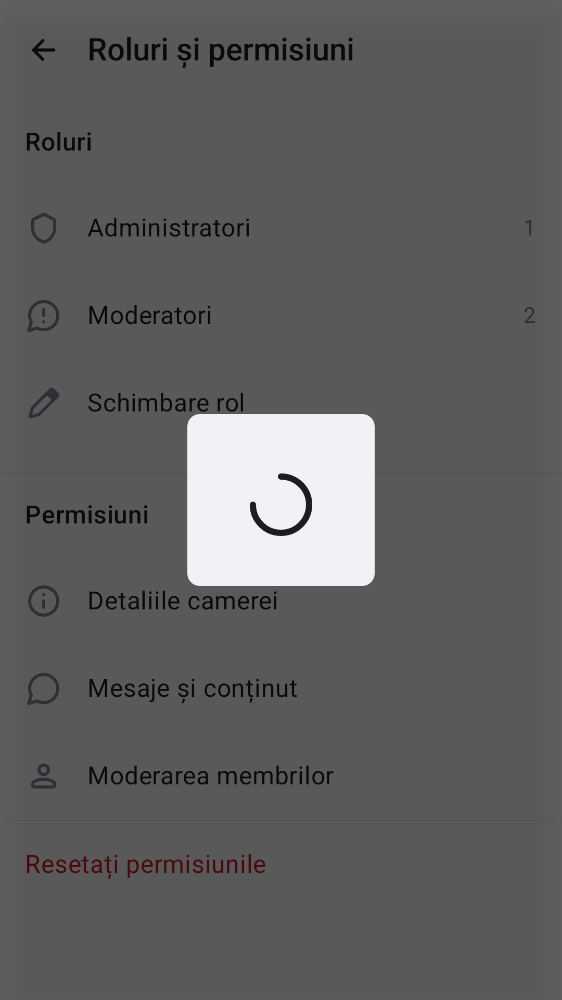 Roluri și permisiuni
Roluri
Administratori 1
Moderatori 2
Schimbare rol
Permisiuni
Detaliile camerei
Mesaje și conținut
Moderarea membrilor
Resetați permisiunile